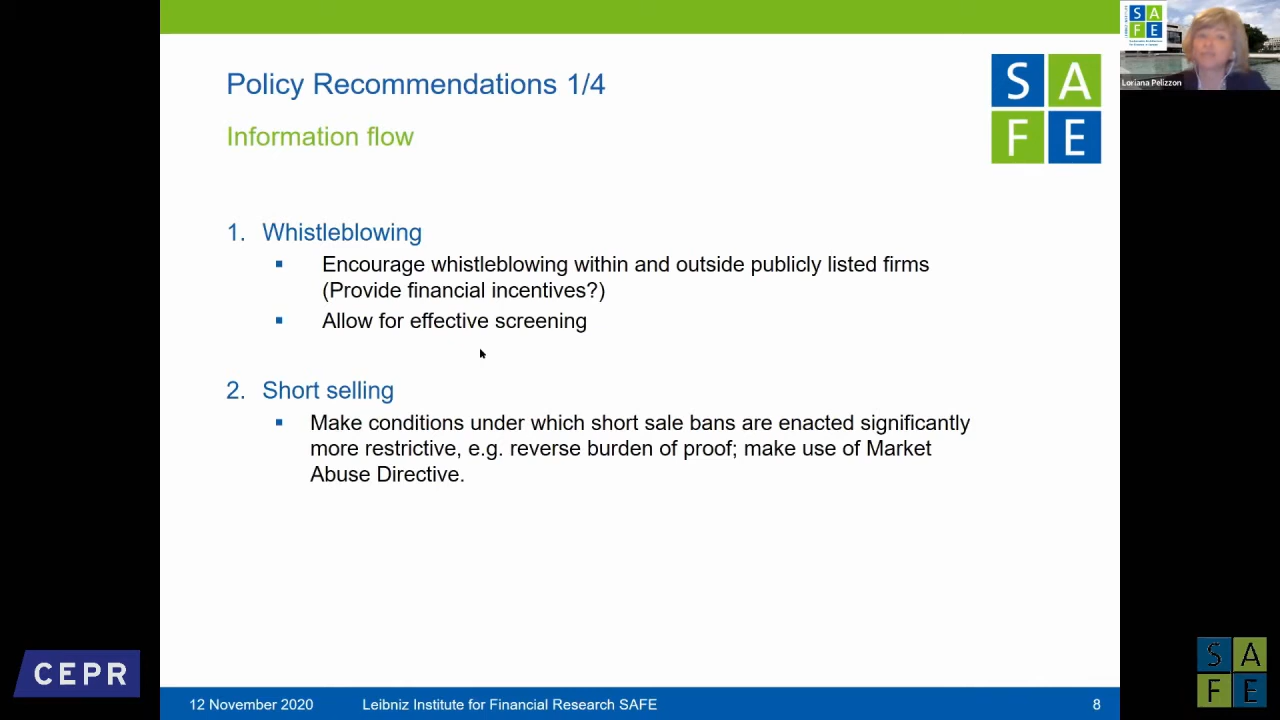 Policy Recommendations 1/4
Information flow
S A
F E
1. Whistleblowing
Encourage whistleblowing within and outside publicly listed firms
(Provide financial incentives?)
Allow for effective screening
2. Short selling
Make conditions under which short sale bans are enacted significantly
more restrictive, e.g. reverse burden of proof; make use of Market
Abuse Directive.
12 November 2020 Leibniz Institute for Financial Research SAFE 8
CEPR
S A
F E
S A
F E
Loriana Pelizzon